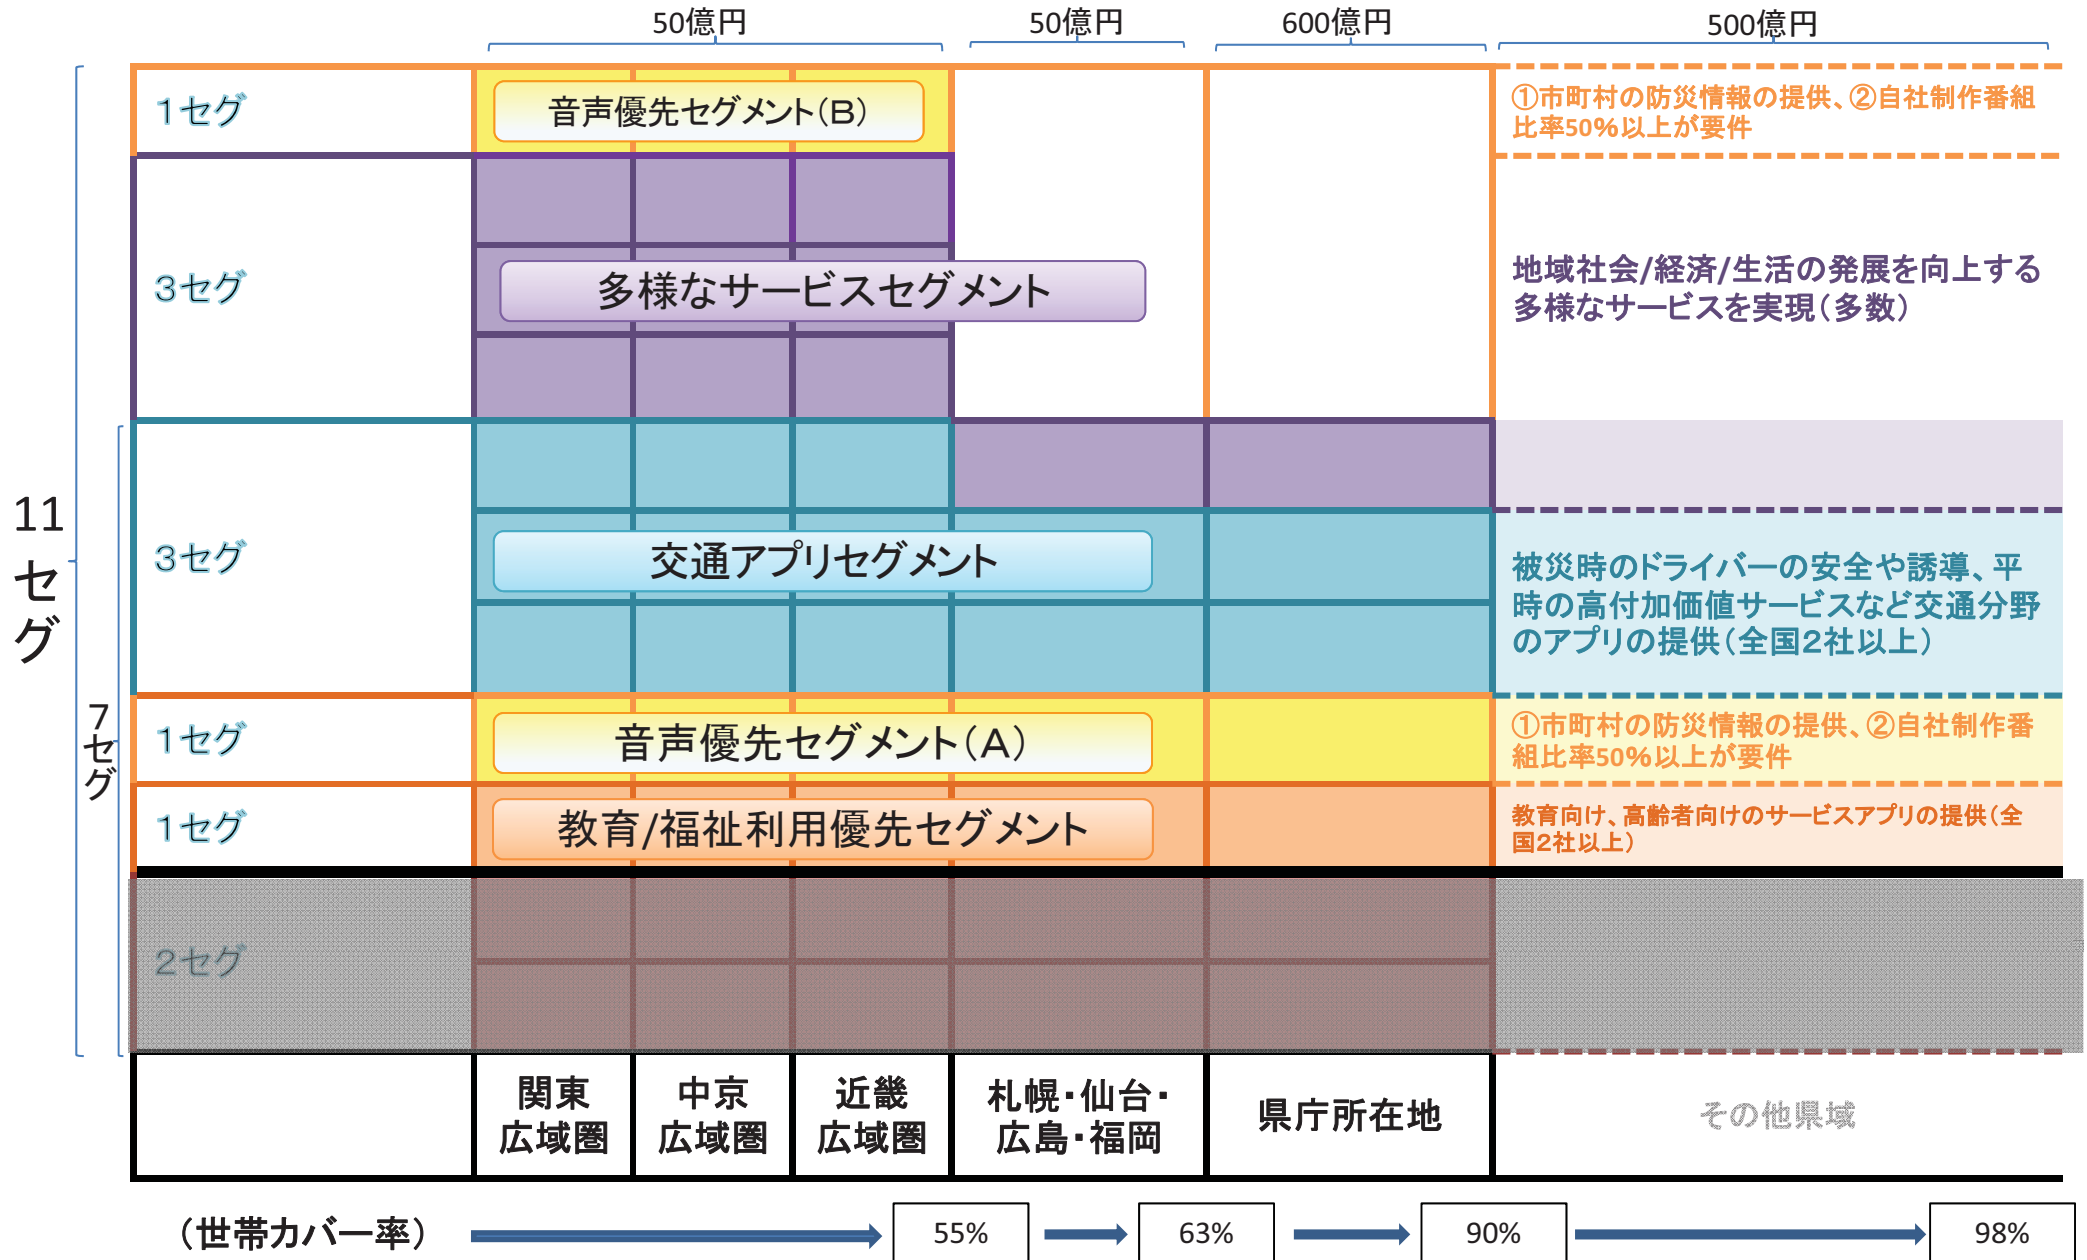 50億円
50億円
600億円
500億円
1セグ
音声優先セグメント(B)
①市町村の防災情報の提供、②自社制作番組
比率50%以上が要件
3セグ
多様なサービスセグメント
地域社会/経済/生活の発展を向上する
多様なサービスを実現(多数)
11
セ
グ
3セグ
交通アプリセグメント
被災時のドライバーの安全や誘導、平
時の高付加価値サービスなど交通分野
のアプリの提供(全国2社以上)
7
セ
グ
1セグ
音声優先セグメント(A)
①市町村の防災情報の提供、②自社制作番
組比率50%以上が要件
1セグ
教育/福祉利用優先セグメント
教育向け、高齢者向けのサービスアプリの提供(全
国2社以上)
2セグ
関東
広域圏
中京
広域圏
近畿
広域圏
札幌・仙台・
広島・福岡
県庁所在地
その他県域
(世帯カバー率)
55%
63%
90%
98%